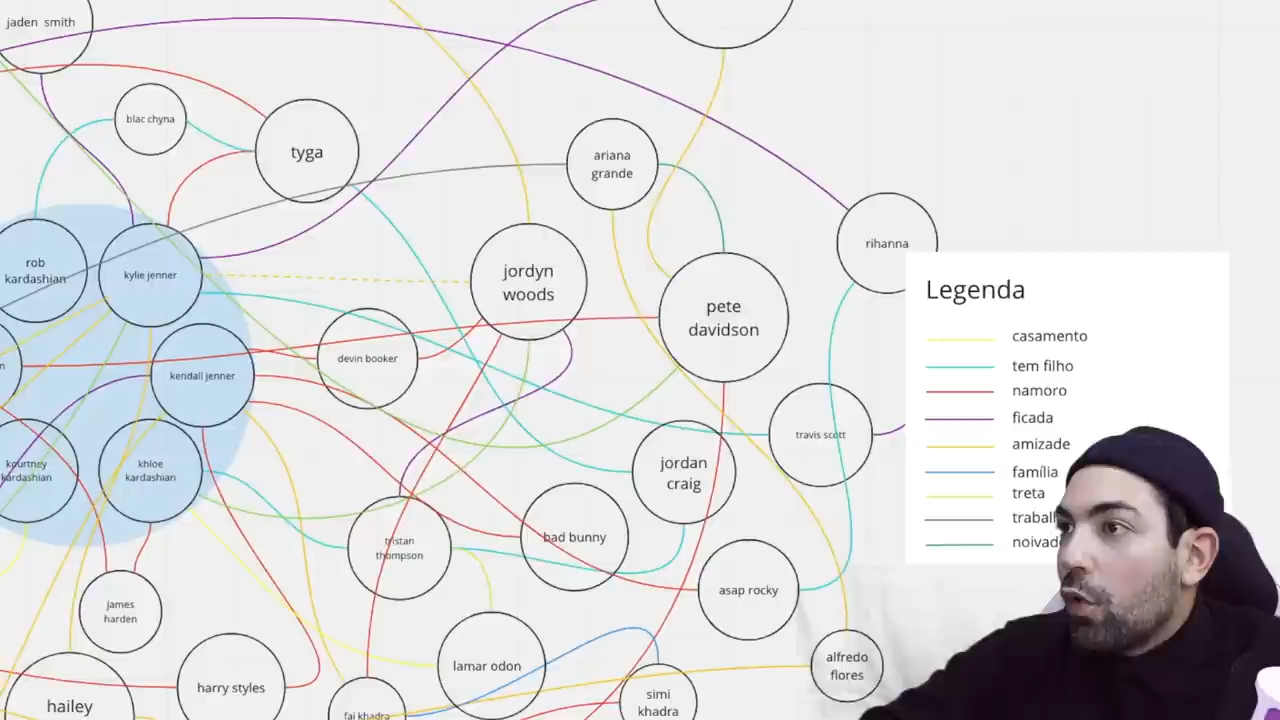 jaden smith
blac chyna
tyga
ariana
grande
rihanna
rob
kardashian
kylie jenner
jordyn
woods
pete
davidson
Legenda
casamento
tem filho
namoro
ficada
amizade
família
treta
n
kendall jenner
devin booker
travis scott
kourtney
kardashian
khloe
kardashian
jordan
craig
tristan
thompson
bad bunny
asap rocky
james
harden
harry styles
lamar odon
alfredo
flores
simi
khadra
hailey
fai khadra